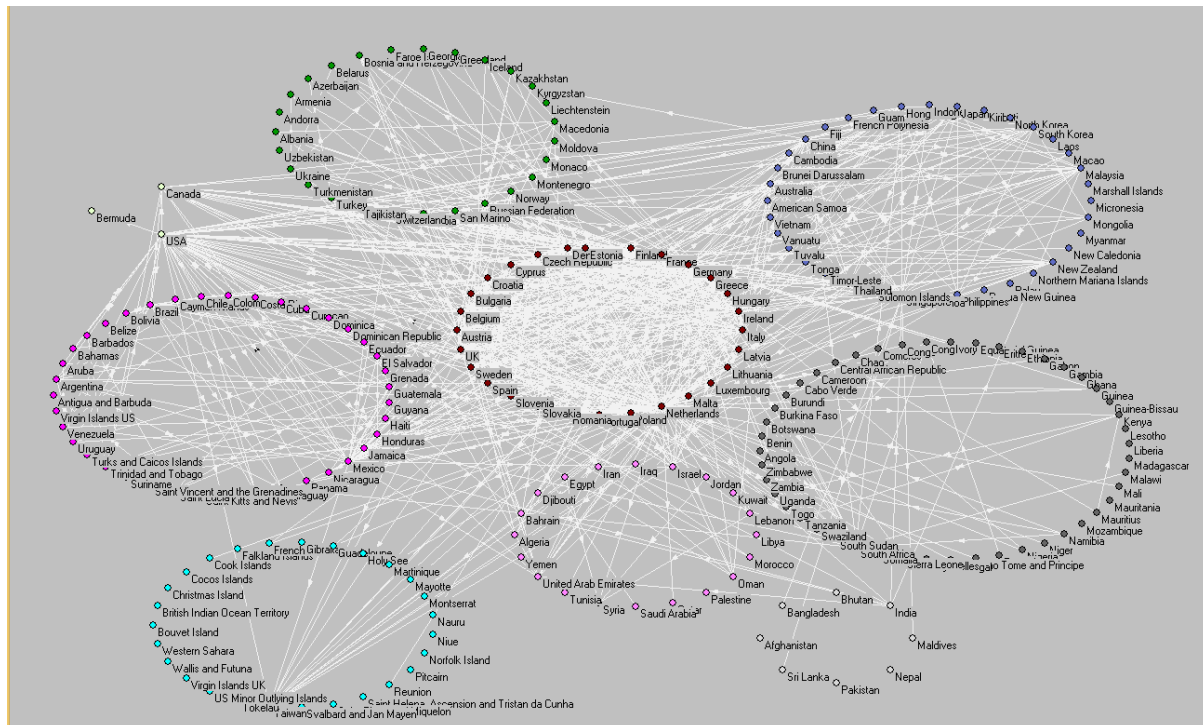 Georgia
Greenland
Iceland
Belarus
Kazakhstan
Azerbaijan
Kyrgyzstan
Armenia
Liechtenstein
Andorra
Macedonia
Albania
Moldova
Uzbekistan
Monaco
Ukraine
Montenegro
Turkmenistan
Norway
Turkey
Russian Federation
Tajikistan
San Marino
Canada
Bermuda
USA
Guam
Hong
Japan
Kiribati
French Polynesia
North Korea
Fiji
South Korea
China
Laos
Cambodia
Macao
Brunei Darussalam
Malaysia
Australia
Marshall Islands
American Samoa
Micronesia
Vietnam
Mongolia
Vanuatu
Myanmar
Tuvalu
New Caledonia
Tonga
New Zealand
Timor-Leste
Northern Mariana Islands
Thailand
Solomon Islands
Philippines
Estonia
Finland
Czech Republic
France
Cyprus
Germany
Croatia
Greece
Bulgaria
Hungary
Belgium
Ireland
Austria
Italy
UK
Latvia
Sweden
Lithuania
Spain
Luxembourg
Slovenia
Malta
Slovakia
Netherlands
Romania
Chile
Brazil
Cuba
Bolivia
Curacao
Belize
Dominica
Barbados
Dominican Republic
Bahamas
Ecuador
Aruba
El Salvador
Argentina
Grenada
Antigua and Barbuda
Guatemala
Virgin Islands US
Guyana
Venezuela
Haiti
Uruguay
Honduras
Turks and Caicos Islands
Jamaica
Trinidad and Tobago
Mexico
Suriname
Nicaragua
Saint Vincent and the Grenadines
Panama
Congo
Ivory
Comoros
Chad
Central African Republic
Gabon
Cameroon
Gambia
Cabo Verde
Ghana
Burundi
Guinea
Burkina Faso
Guinea-Bissau
Botswana
Kenya
Benin
Lesotho
Angola
Liberia
Zimbabwe
Madagascar
Zambia
Malawi
Uganda
Mali
Togo
Mauritania
Tanzania
Mauritius
Swaziland
Mozambique
South Sudan
Namibia
South Africa
Niger
Iran
Iraq
Israel
Egypt
Jordan
Djibouti
Kuwait
Bahrain
Lebanon
Algeria
Libya
Yemen
Morocco
United Arab Emirates
Oman
Tunisia
Palestine
Syria
Saudi Arabia
French
Guadeloupe
Falkland Islands
Holy See
Cook Islands
Martinique
Cocos Islands
Mayotte
Christmas Island
Montserrat
British Indian Ocean Territory
Nauru
Bouvet Island
Niue
Western Sahara
Norfolk Island
Wallis and Futuna
Pitcairn
Virgin Islands UK
Reunion
US Minor Outlying Islands
Saint Helena, Ascension and Tristan da Cunha
Tokelau
Taiwan
Svalbard and Jan Mayen
Bhutan
Bangladesh
India
Afghanistan
Maldives
Sri Lanka
Pakistan
Nepal